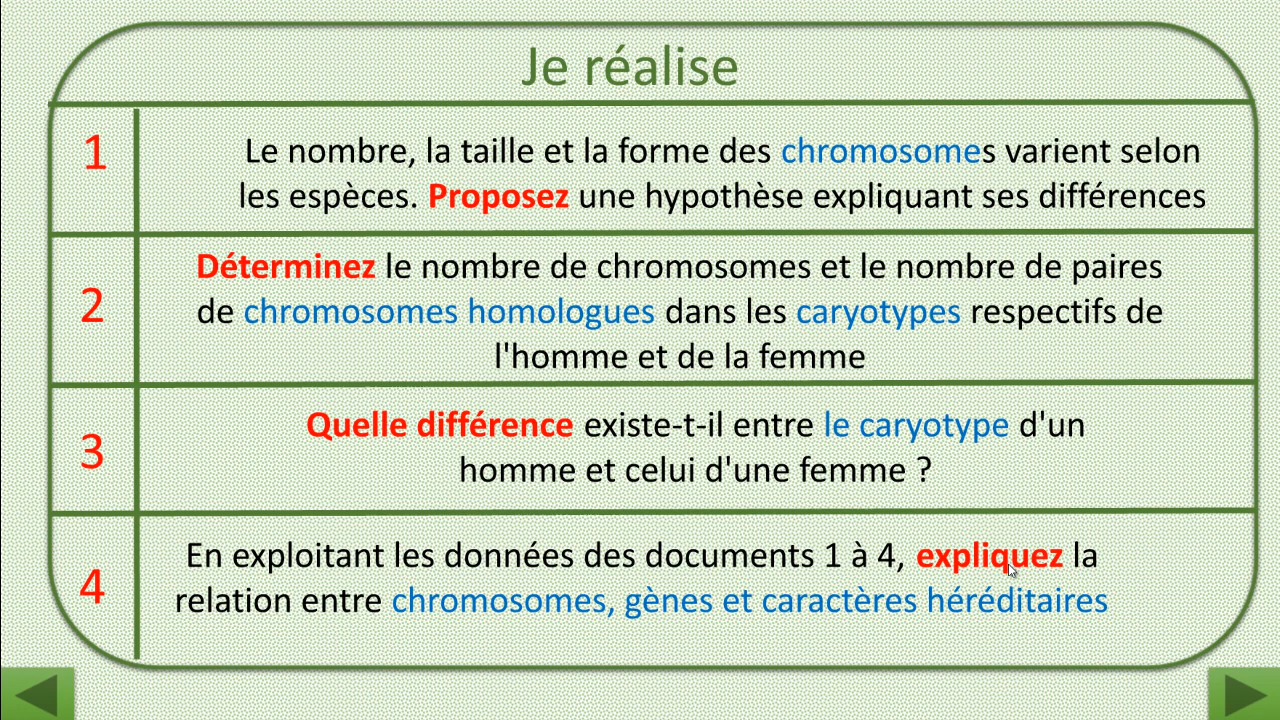 Je réalise
1
Le nombre, la taille et la forme des chromosomes varient selon
les espèces. Proposez une hypothèse expliquant ses différences
2
Déterminez le nombre de chromosomes et le nombre de paires
de chromosomes homologues dans les caryotypes respectifs de
l'homme et de la femme
3
Quelle différence existe-t-il entre le caryotype d'un
homme et celui d'une femme ?
4
En exploitant les données des documents 1 à 4, expliquez la
relation entre chromosomes, gènes et caractères héréditaires